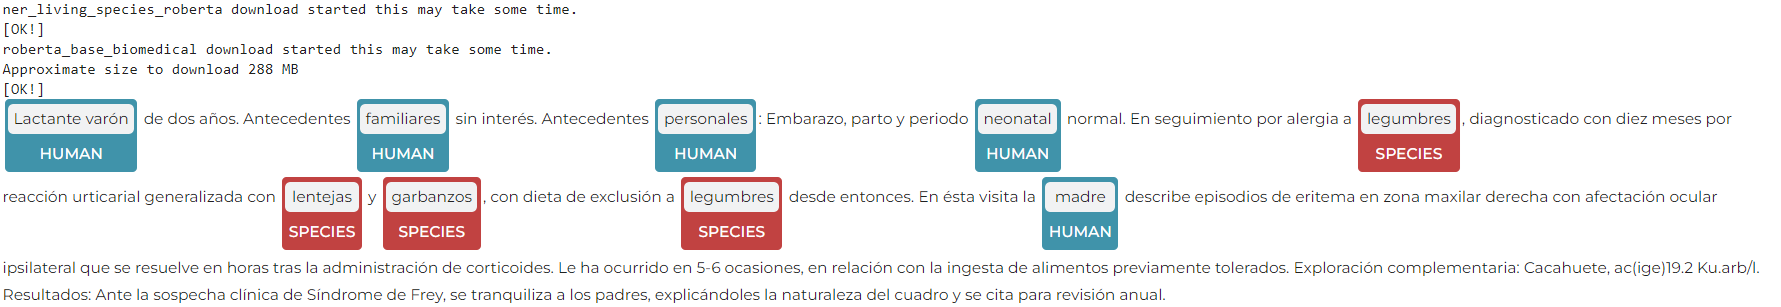 ner_living_species_roberta download started this may take some time.
[OK!]
roberta_base_biomedical download started this may take some time.
Approximate size to download 288 MB
[OK!]
Lactante varón de dos años. Antecedentes familiares sin interés. Antecedentes personales : Embarazo, parto y periodo neonatal normal. En seguimiento por alergia a legumbres , diagnosticado con diez meses por
HUMAN HUMAN HUMAN HUMAN SPECIES
reacción urticarial generalizada con lentejas y garbanzos , con dieta de exclusión a legumbres desde entonces. En ésta visita la madre describe episodios de eritema en zona maxilar derecha con afectación ocular
SPECIES SPECIES SPECIES HUMAN
ipsilateral que se resuelve en horas tras la administración de corticoides. Le ha ocurrido en 5-6 ocasiones, en relación con la ingesta de alimentos previamente tolerados. Exploración complementaria: Cacahuete, ac(ige)19.2 Ku.arb/l.
Resultados: Ante la sospecha clínica de Síndrome de Frey, se tranquiliza a los padres, explicándoles la naturaleza del cuadro y se cita para revisión anual.